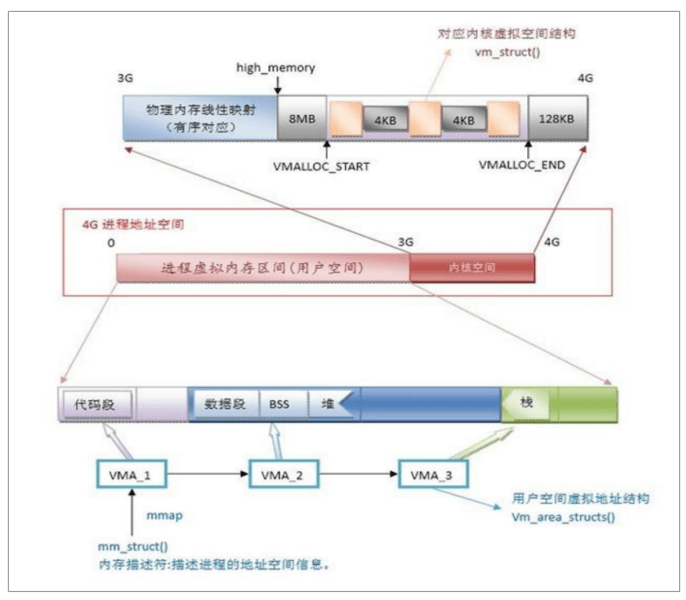 对应内核虚拟空间结构
vm_struct()
high_memory
3G
4G
物理内存线性映射
（有序对应）
8MB
4KB
4KB
128KB
VMALLOC_START
VMALLOC_END
4G 进程地址空间
0
3G
4G
进程虚拟内存区间(用户空间)
内核空间
代码段
数据段
BSS
堆
栈
VMA_1
VMA_2
VMA_3
mmap
用户空间虚拟地址结构
Vm_area_structs()
mm_struct()
内存描述符:描述进程的地址空间信息。